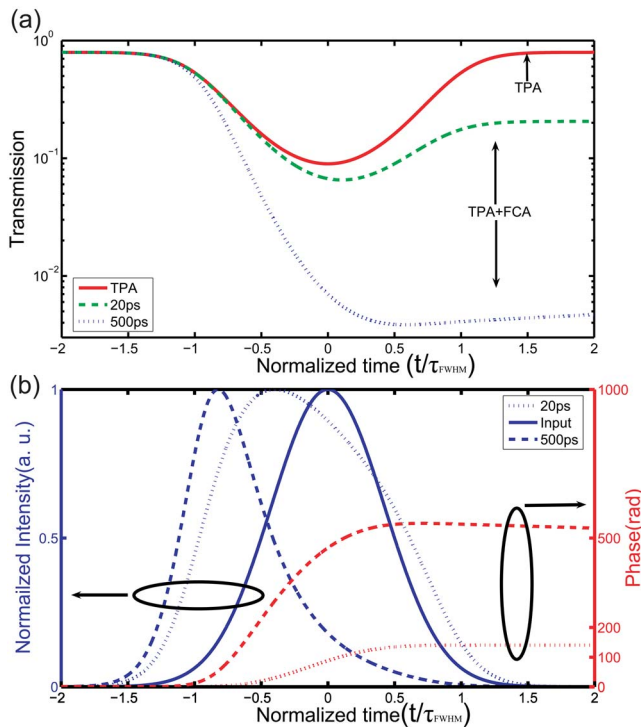 (a)
10⁰
10⁻¹
10⁻²
Transmission
TPA
TPA+FCA
TPA
20ps
500ps
−2 −1.5 −1 −0.5 0 0.5 1 1.5 2
Normalized time (t/τFWHM)
(b)
1
0.5
0
Normailzed Intensity(a. u.)
20ps
Input
500ps
1000
500
200
100
0
Phase(rad)
−2 −1.5 −1 −0.5 0 0.5 1 1.5 2
Normalized time(t/τFWHM)